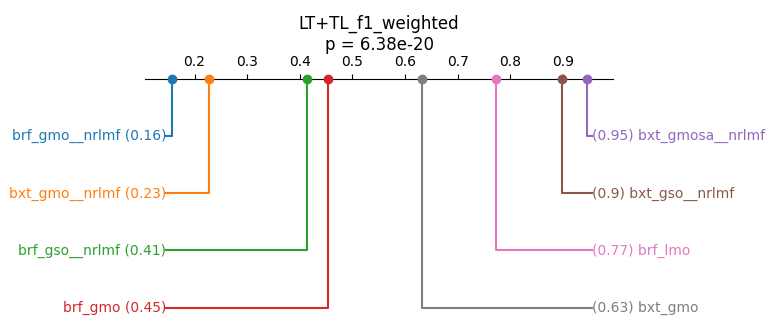 LT+TL_f1_weighted
p = 6.38e-20
0.2 0.3 0.4 0.5 0.6 0.7 0.8 0.9
brf_gmo__nrlmf (0.16) (0.95) bxt_gmosa__nrlmf
bxt_gmo__nrlmf (0.23) (0.9) bxt_gso__nrlmf
brf_gso__nrlmf (0.41) (0.77) brf_lmo
brf_gmo (0.45) (0.63) bxt_gmo